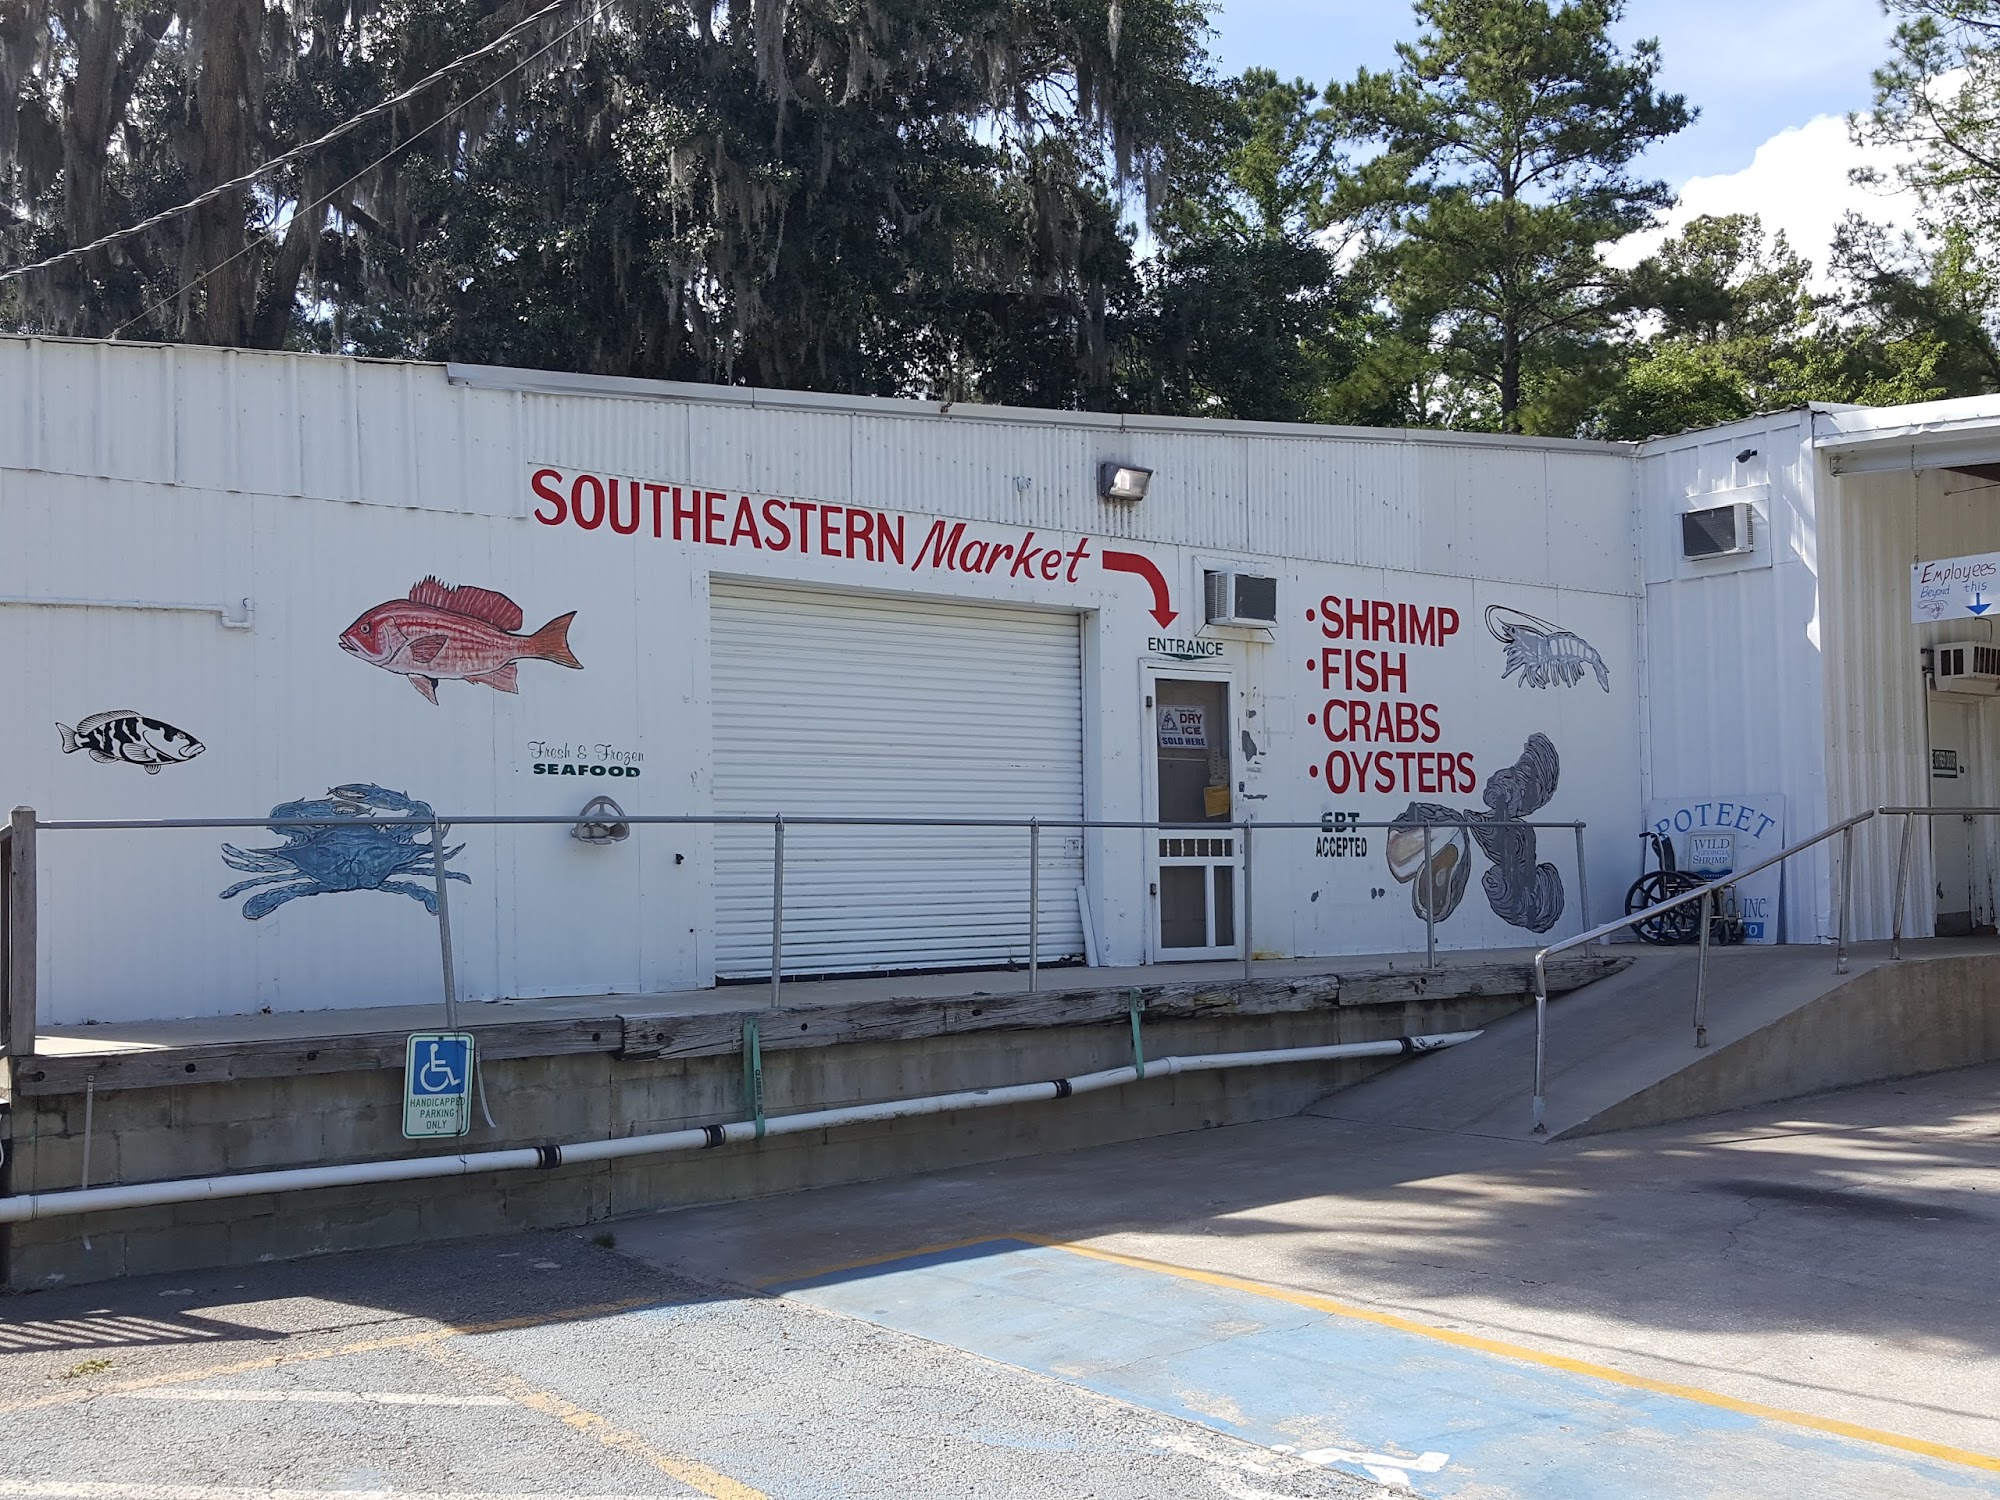 SOUTHEASTERN Market
ENTRANCE
• SHRIMP
• FISH
• CRABS
• OYSTERS
EBT
ACCEPTED
Fresh & Frozen
SEAFOOD
DRY
ICE
SOLD HERE
Employees
Beyond this
POTEET
WILD
GEORGIA
SHRIMP
INC.
HANDICAPPED
PARKING
ONLY